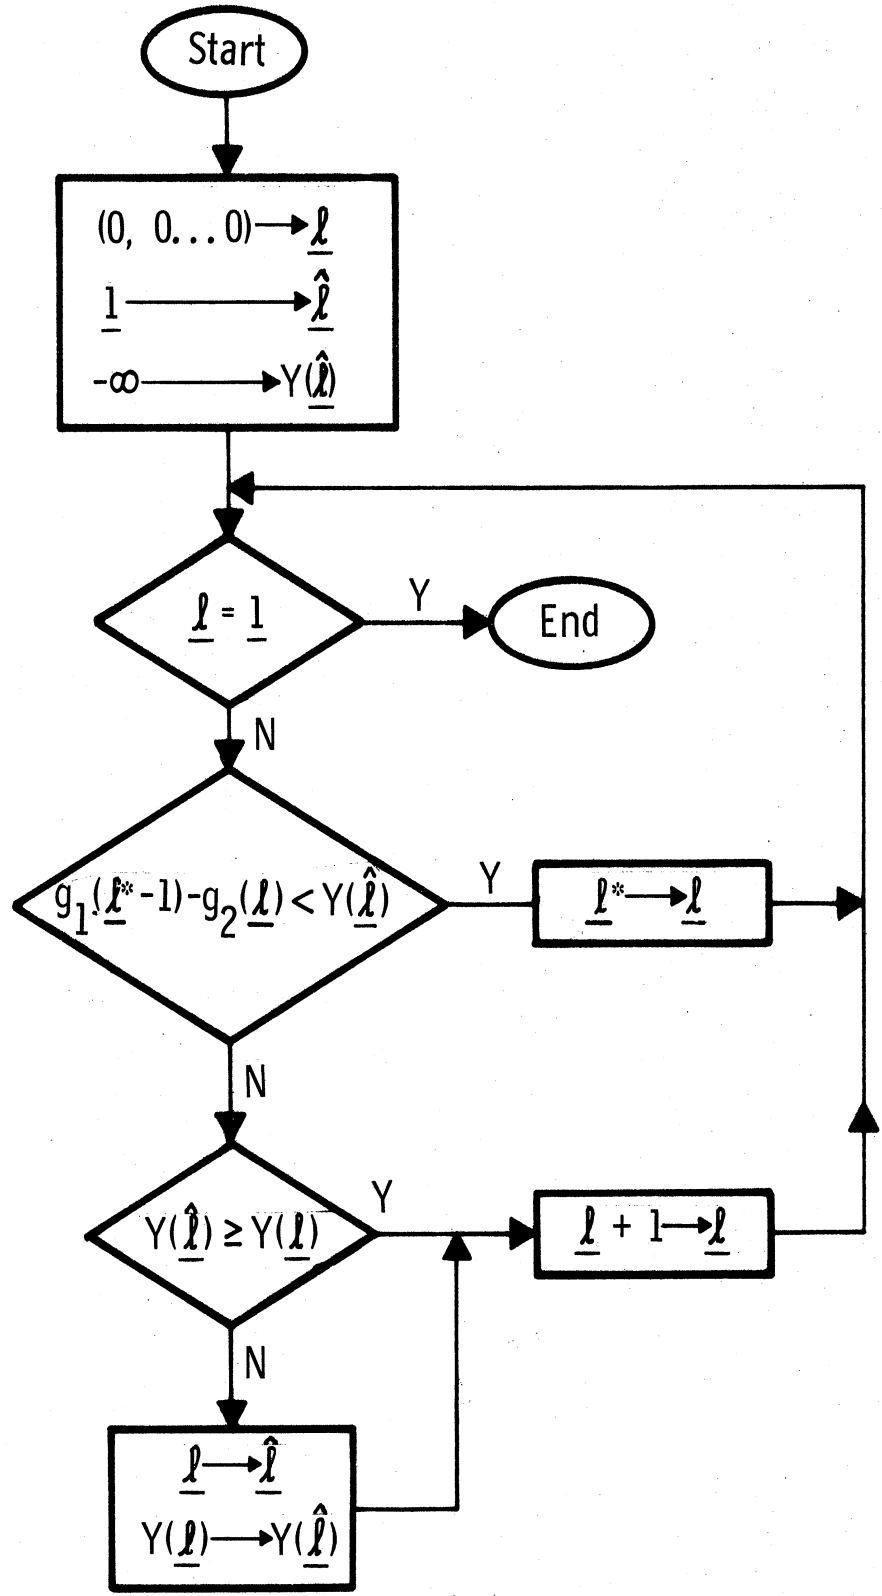 Start
(0, 0...0)→ℓ̲
1̲→ℓ̲̂
-∞→Y(ℓ̲̂)
ℓ̲ = 1̲
Y
End
N
g₁(ℓ̲*-1)-g₂(ℓ̲) < Y(ℓ̲̂)
Y
ℓ̲*→ℓ̲
N
Y(ℓ̲̂) ≥ Y(ℓ̲)
Y
ℓ̲ + 1→ℓ̲
N
ℓ̲→ℓ̲̂
Y(ℓ̲)→Y(ℓ̲̂)